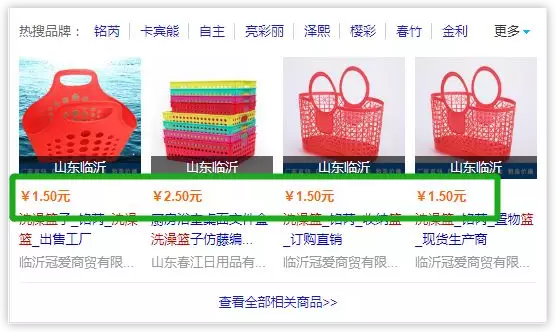 热搜品牌： 铭芮 卡宾熊 自主 亮彩丽 泽熙 樱彩 春竹 金利 更多
山东临沂 山东临沂 山东临沂 山东临沂
¥1.50元 ¥2.50元 ¥1.50元 ¥1.50元
洗澡篮子_铭芮_洗澡 厨房浴室桌面文件盒 洗澡篮_铭芮_收纳篮 洗澡篮_铭芮_置物篮
篮_出售工厂 洗澡篮子仿藤编... _订购直销 _现货生产商
临沂冠爱商贸有限... 山东春江日用品有... 临沂冠爱商贸有限... 临沂冠爱商贸有限...
查看全部相关商品>>